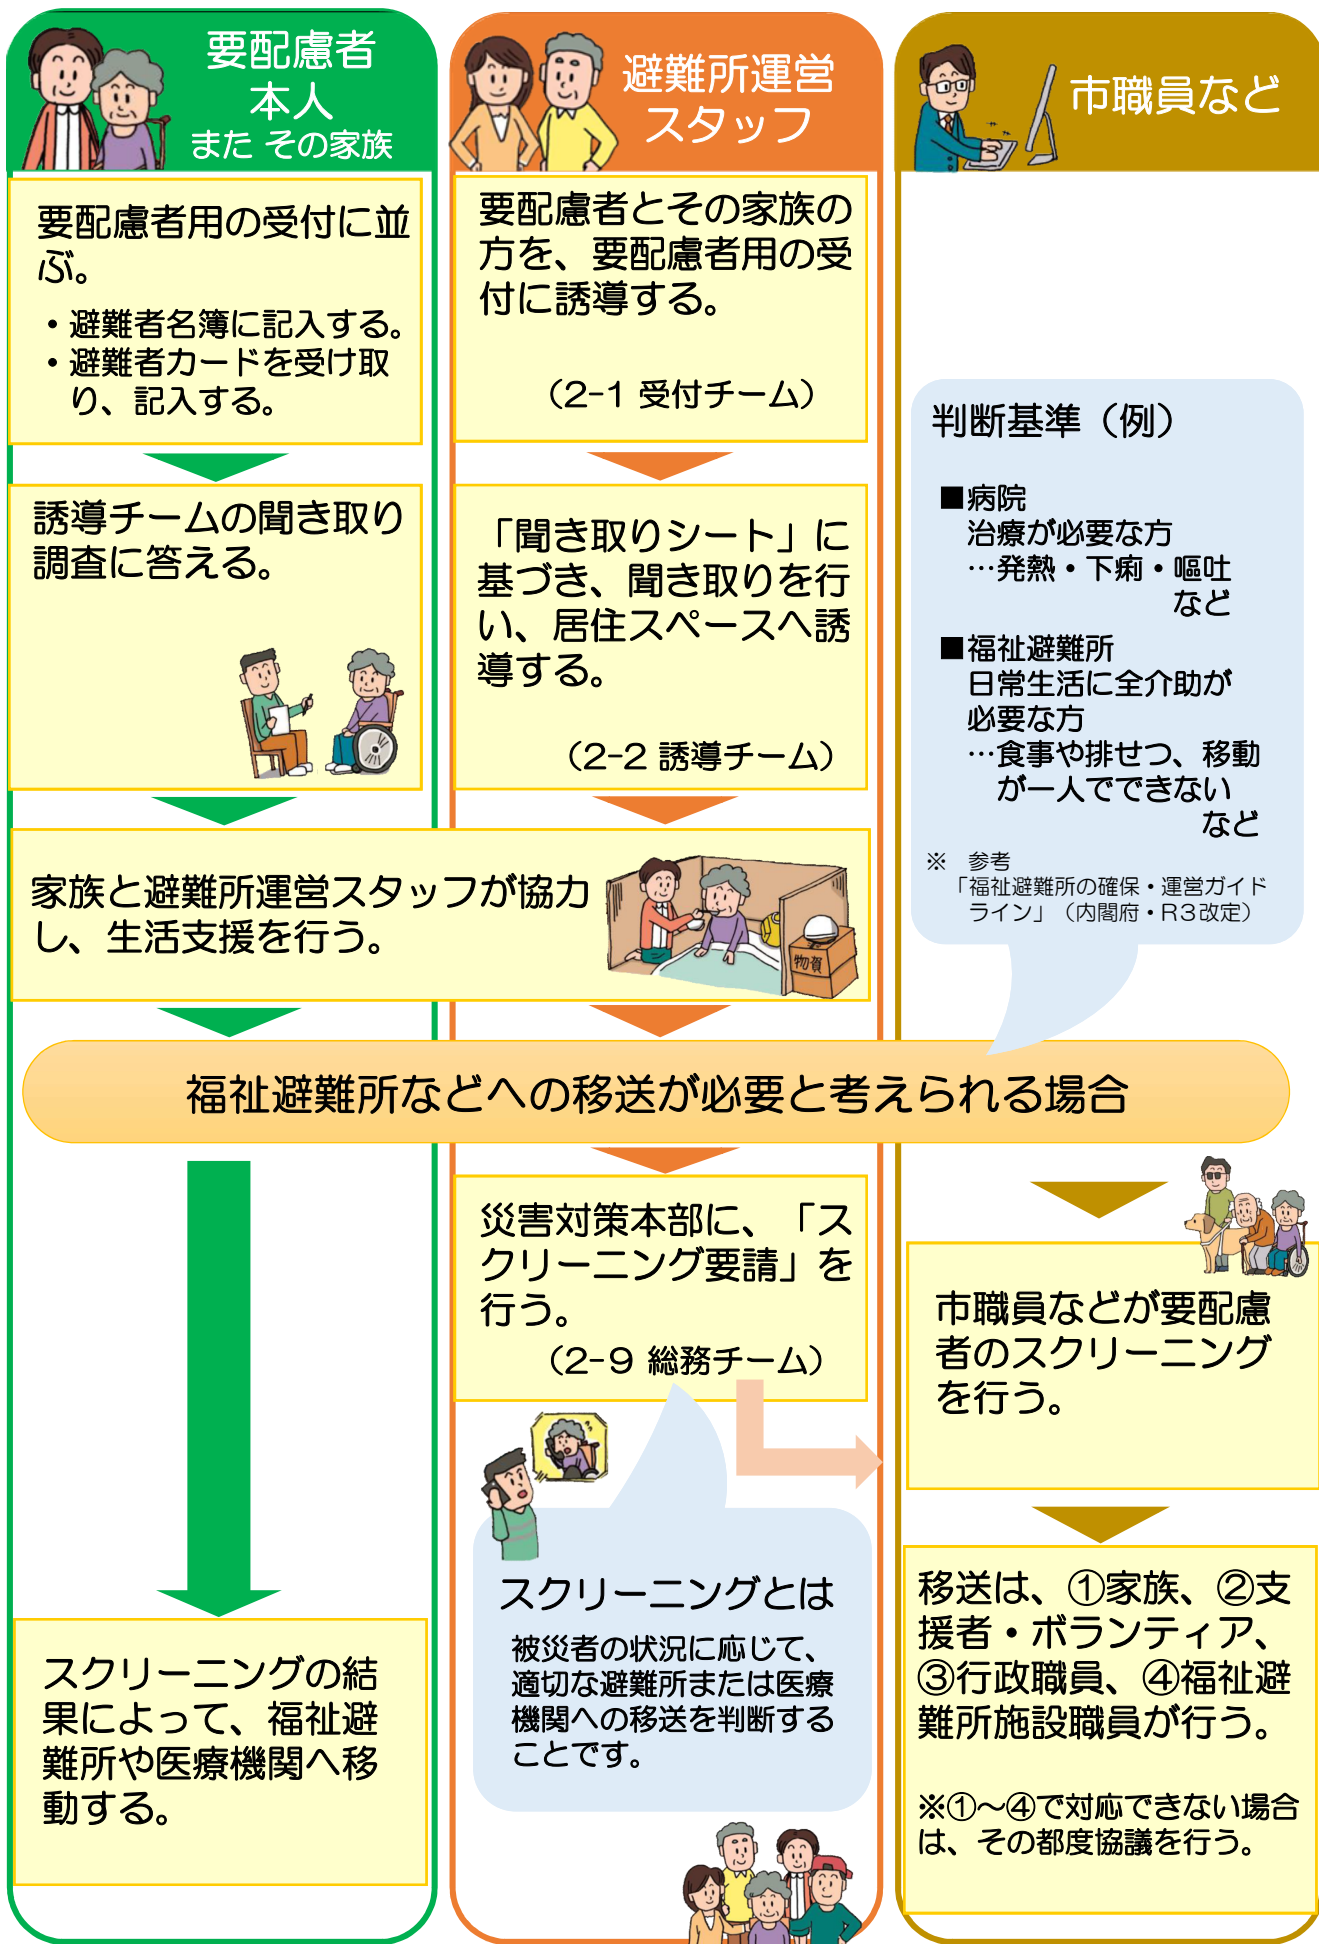 要配慮者
本人
また その家族
避難所運営
スタッフ
市職員など
要配慮者用の受付に並
ぶ。
・避難者名簿に記入する。
・避難者カードを受け取
り、記入する。
要配慮者とその家族の
方を、要配慮者用の受
付に誘導する。
（2-1 受付チーム）
誘導チームの聞き取り
調査に答える。
「聞き取りシート」に
基づき、聞き取りを行
い、居住スペースへ誘
導する。
（2-2 誘導チーム）
判断基準（例）
■病院
治療が必要な方
…発熱・下痢・嘔吐
など
■福祉避難所
日常生活に全介助が
必要な方
…食事や排せつ、移動
が一人でできない
など
※　参考
「福祉避難所の確保・運営ガイド
ライン」（内閣府・R3改定）
家族と避難所運営スタッフが協力
し、生活支援を行う。
物資
福祉避難所などへの移送が必要と考えられる場合
災害対策本部に、「ス
クリーニング要請」を
行う。
（2-9 総務チーム）
市職員などが要配慮
者のスクリーニング
を行う。
スクリーニングとは
被災者の状況に応じて、
適切な避難所または医療
機関への移送を判断する
ことです。
スクリーニングの結
果によって、福祉避
難所や医療機関へ移
動する。
移送は、①家族、②支
援者・ボランティア、
③行政職員、④福祉避
難所施設職員が行う。
※①～④で対応できない場合
は、その都度協議を行う。